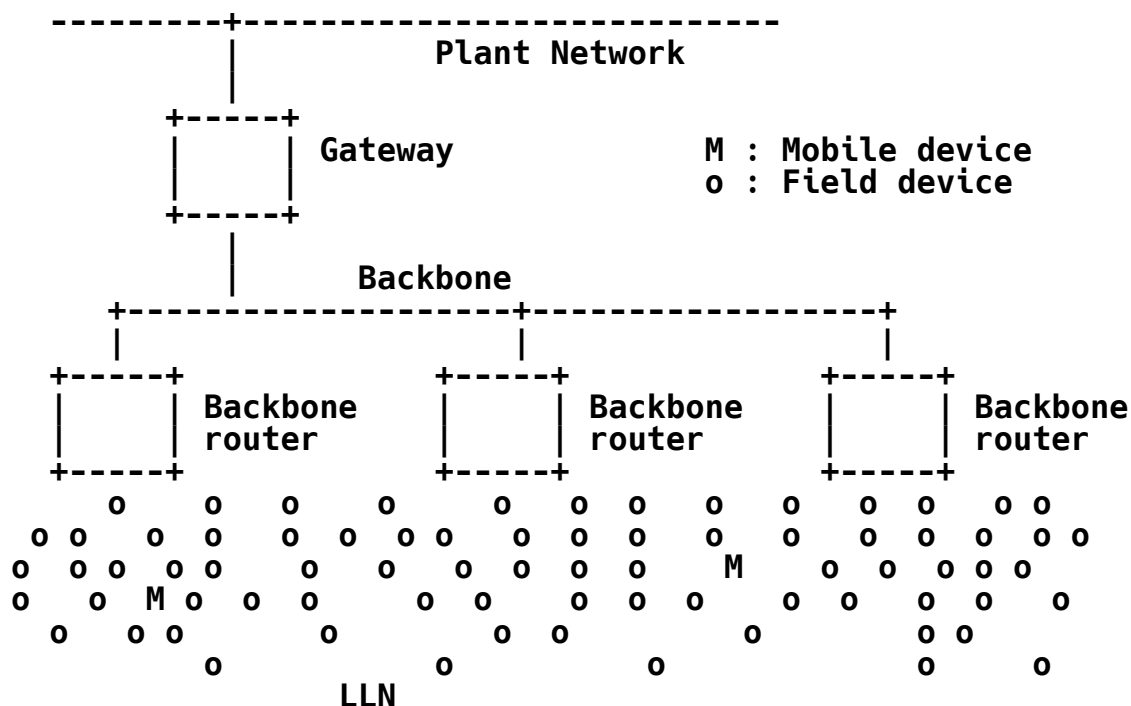 ---------+----------------------------
         |          Plant Network
         |
      +-----+
      |     | Gateway             M : Mobile device
      |     |                     o : Field device
      +-----+
         |
         |      Backbone
   +--------------------+------------------+
   |                    |                  |
+-----+             +-----+             +-----+
|     | Backbone    |     | Backbone    |     | Backbone
|     | router      |     | router      |     | router
+-----+             +-----+             +-----+
     o    o   o    o     o   o  o   o   o   o  o   o o
 o o   o  o   o  o  o o   o  o  o   o   o   o  o  o  o o
o  o o  o o    o   o   o  o  o  o    M    o  o  o o o
o   o  M o  o  o     o  o    o  o  o    o  o   o  o   o
  o   o o       o        o  o         o        o o
          o           o          o             o     o
                 LLN